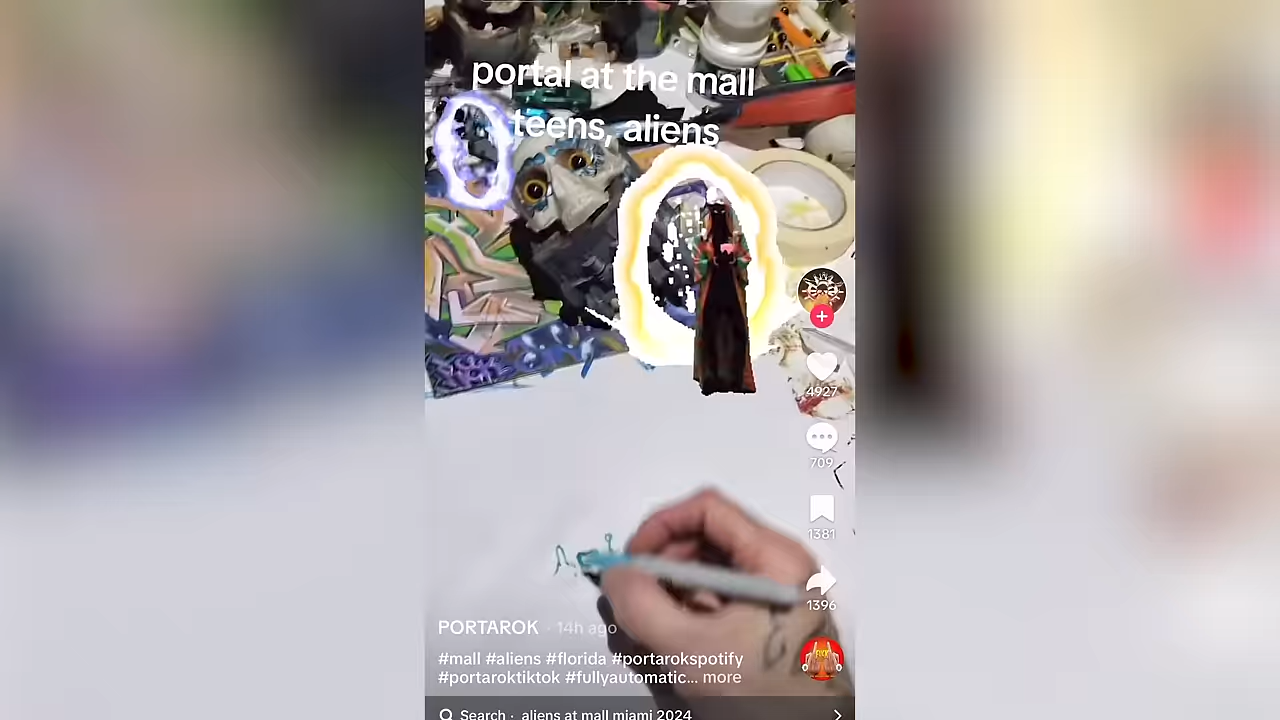 portal at the mall
teens, aliens
4927
709
1381
1396
PORTAROK · 14h ago
#mall #aliens #florida #portarokspotify
#portaroktiktok #fullyautomatic... more
Search · aliens at mall miami 2024